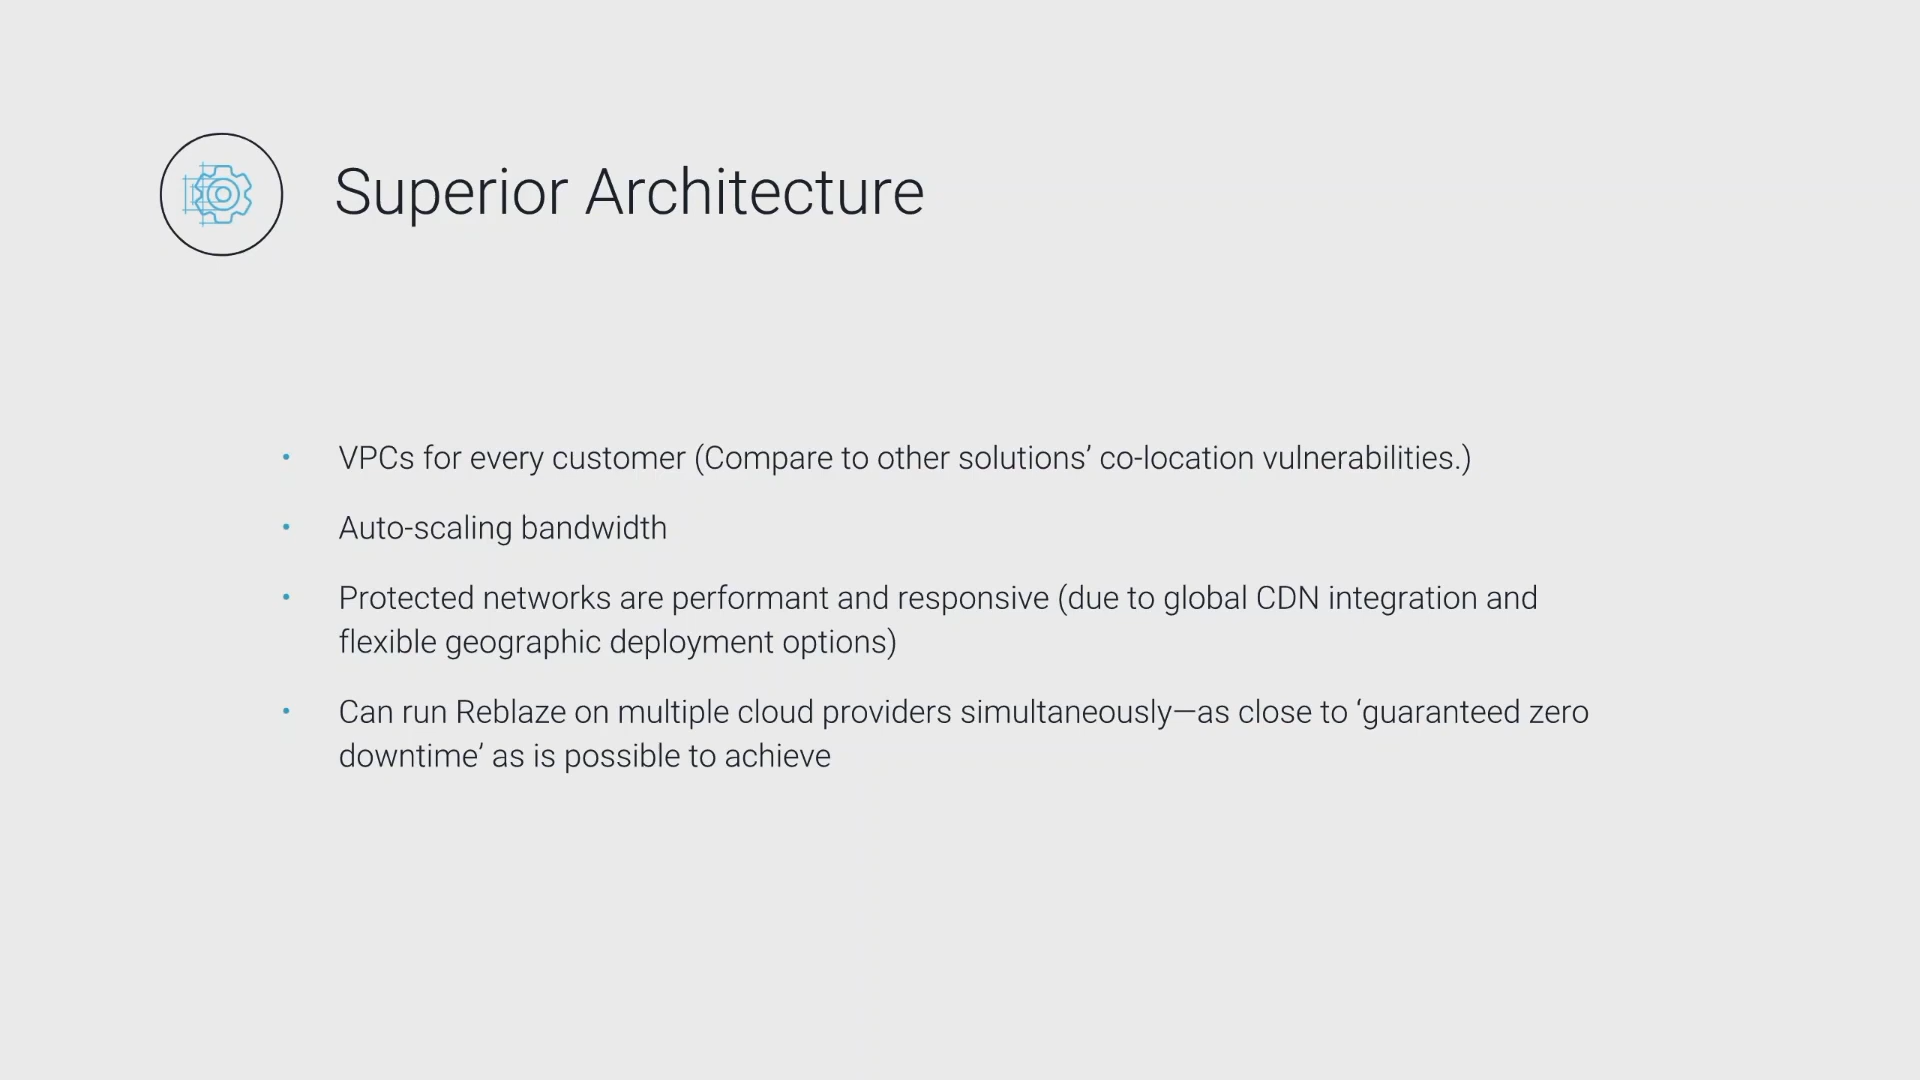 Superior Architecture
• VPCs for every customer (Compare to other solutions’ co-location vulnerabilities.)
• Auto-scaling bandwidth
• Protected networks are performant and responsive (due to global CDN integration and
flexible geographic deployment options)
• Can run Reblaze on multiple cloud providers simultaneously—as close to ‘guaranteed zero
downtime’ as is possible to achieve